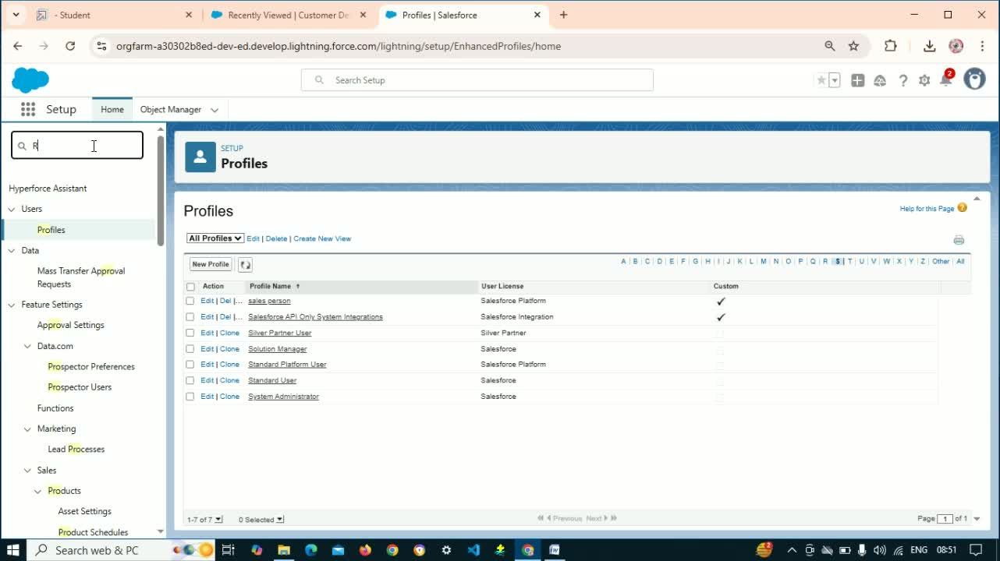 - Student
Recently Viewed | Customer De
Profiles | Salesforce
orgfarm-a30302b8ed-dev-ed.develop.lightning.force.com/lightning/setup/EnhancedProfiles/home
Search Setup
2
Setup
Home
Object Manager
R
Hyperforce Assistant
Users
Profiles
Data
Mass Transfer Approval
Requests
Feature Settings
Approval Settings
Data.com
Prospector Preferences
Prospector Users
Functions
Marketing
Lead Processes
Sales
Products
Asset Settings
Product Schedules
SETUP
Profiles
Profiles
Help for this Page ?
All Profiles Edit | Delete | Create New View
New Profile
A | B | C | D | E | F | G | H | I | J | K | L | M | N | O | P | Q | R | S | T | U | V | W | X | Y | Z | Other | All
Action Profile Name ↑ User License Custom
Edit | Del |... sales person Salesforce Platform ✓
Edit | Del |... Salesforce API Only System Integrations Salesforce Integration ✓
Edit | Clone Silver Partner User Silver Partner
Edit | Clone Solution Manager Salesforce
Edit | Clone Standard Platform User Salesforce Platform
Edit | Clone Standard User Salesforce
Edit | Clone System Administrator Salesforce
1-7 of 7 0 Selected Previous Next Page 1 of 1
Search web & PC
2
ENG 08:51